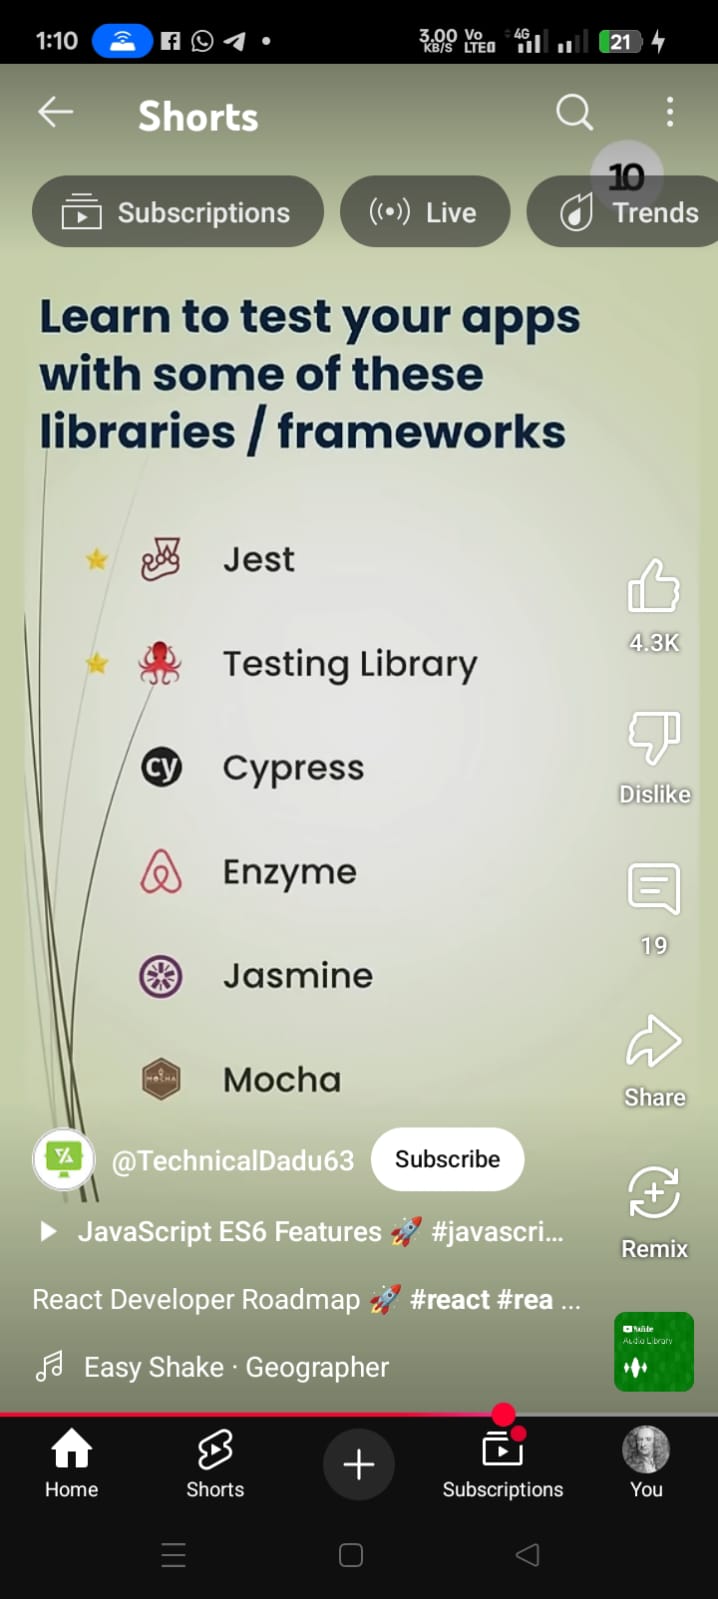 1:10
3.00 KB/S
Vo LTE
4G
21
Shorts
10
Subscriptions
Live
Trends
Learn to test your apps
with some of these
libraries / frameworks
Jest
4.3K
Testing Library
cy Cypress
Dislike
Enzyme
19
Jasmine
MOCHA Mocha
Share
@TechnicalDadu63
Subscribe
JavaScript ES6 Features 🚀 #javascri...
Remix
React Developer Roadmap 🚀 #react #rea ...
YouTube
Audio Library
Easy Shake · Geographer
Home
Shorts
Subscriptions
You